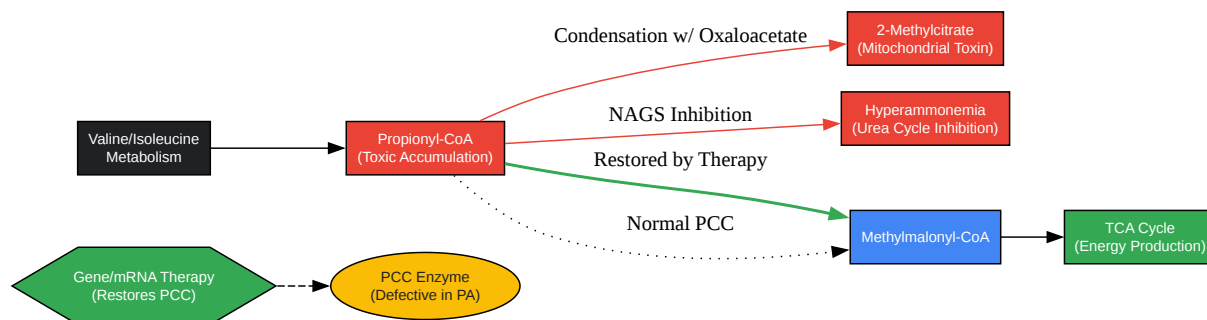 Condensation w/ Oxaloacetate
2-Methylcitrate
(Mitochondrial Toxin)
NAGS Inhibition
Hyperammonemia
(Urea Cycle Inhibition)
Valine/Isoleucine
Metabolism
Propionyl-CoA
(Toxic Accumulation)
Restored by Therapy
Normal PCC
Methylmalonyl-CoA
TCA Cycle
(Energy Production)
Gene/mRNA Therapy
(Restores PCC)
PCC Enzyme
(Defective in PA)